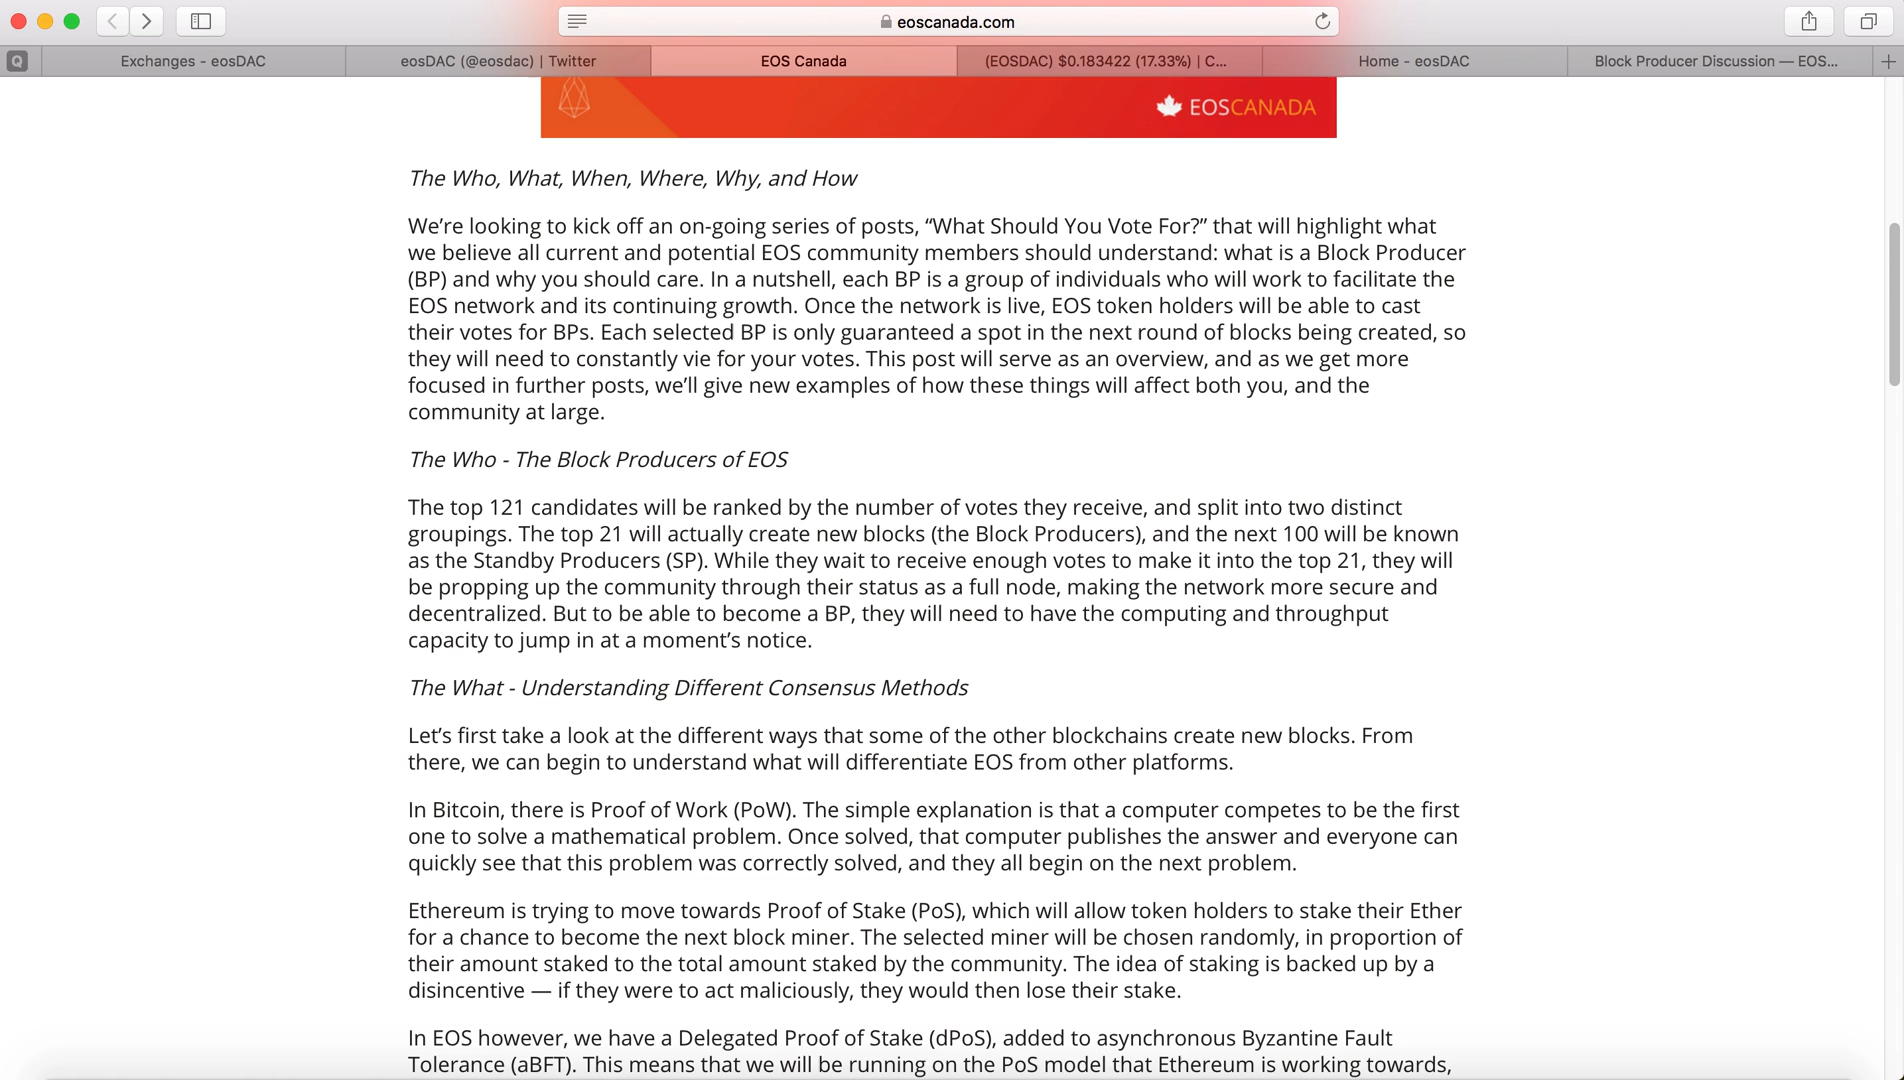 eoscanada.com
Q
Exchanges - eosDAC
eosDAC (@eosdac) | Twitter
EOS Canada
(EOSDAC) $0.183422 (17.33%) | C...
Home - eosDAC
Block Producer Discussion — EOS...
EOSCANADA
The Who, What, When, Where, Why, and How
We’re looking to kick off an on-going series of posts, “What Should You Vote For?” that will highlight what
we believe all current and potential EOS community members should understand: what is a Block Producer
(BP) and why you should care. In a nutshell, each BP is a group of individuals who will work to facilitate the
EOS network and its continuing growth. Once the network is live, EOS token holders will be able to cast
their votes for BPs. Each selected BP is only guaranteed a spot in the next round of blocks being created, so
they will need to constantly vie for your votes. This post will serve as an overview, and as we get more
focused in further posts, we’ll give new examples of how these things will affect both you, and the
community at large.
The Who - The Block Producers of EOS
The top 121 candidates will be ranked by the number of votes they receive, and split into two distinct
groupings. The top 21 will actually create new blocks (the Block Producers), and the next 100 will be known
as the Standby Producers (SP). While they wait to receive enough votes to make it into the top 21, they will
be propping up the community through their status as a full node, making the network more secure and
decentralized. But to be able to become a BP, they will need to have the computing and throughput
capacity to jump in at a moment’s notice.
The What - Understanding Different Consensus Methods
Let’s first take a look at the different ways that some of the other blockchains create new blocks. From
there, we can begin to understand what will differentiate EOS from other platforms.
In Bitcoin, there is Proof of Work (PoW). The simple explanation is that a computer competes to be the first
one to solve a mathematical problem. Once solved, that computer publishes the answer and everyone can
quickly see that this problem was correctly solved, and they all begin on the next problem.
Ethereum is trying to move towards Proof of Stake (PoS), which will allow token holders to stake their Ether
for a chance to become the next block miner. The selected miner will be chosen randomly, in proportion of
their amount staked to the total amount staked by the community. The idea of staking is backed up by a
disincentive — if they were to act maliciously, they would then lose their stake.
In EOS however, we have a Delegated Proof of Stake (dPoS), added to asynchronous Byzantine Fault
Tolerance (aBFT). This means that we will be running on the PoS model that Ethereum is working towards,